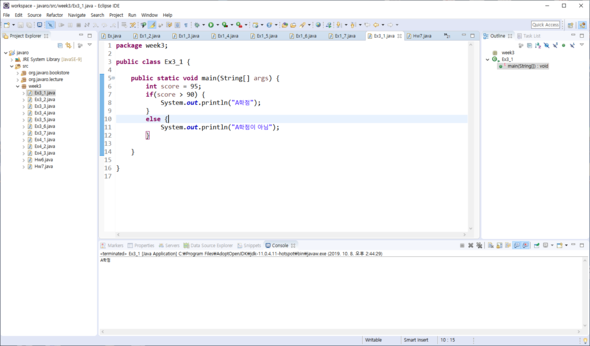 workspace - javaro/src/week3/Ex3_1.java - Eclipse IDE
File Edit Source Refactor Navigate Search Project Run Window Help
Quick Access
Project Explorer
javaro
JRE System Library [JavaSE-9]
src
org.javaro.bookstore
org.javaro.lecture
week3
Ex3_1.java
Ex3_2.java
Ex3_3.java
Ex3_4.java
Ex3_5.java
Ex3_6.java
Ex3_7.java
Ex4_1.java
Ex4_2.java
Ex4_3.java
Hw6.java
Hw7.java
Ex.java
Ex1_2.java
Ex1_3.java
Ex1_4.java
Ex1_5.java
Ex1_6.java
Ex1_7.java
Ex3_1.java
Hw7.java
1 package week3;
2
3 public class Ex3_1 {
4
5 public static void main(String[] args) {
6 int score = 95;
7 if(score > 90) {
8 System.out.println("A학점");
9 }
10 else {
11 System.out.println("A학점이 아님");
12 }
13
14 }
15
16 }
17
Outline
Task List
week3
Ex3_1
main(String[]) : void
Markers
Properties
Servers
Data Source Explorer
Snippets
Console
<terminated> Ex3_1 [Java Application] C:\Program Files\AdoptOpenJDK\jdk-11.0.4.11-hotspot\bin\javaw.exe (2019. 10. 8. 오후 2:44:29)
A학점
Writable
Smart Insert
10 : 15